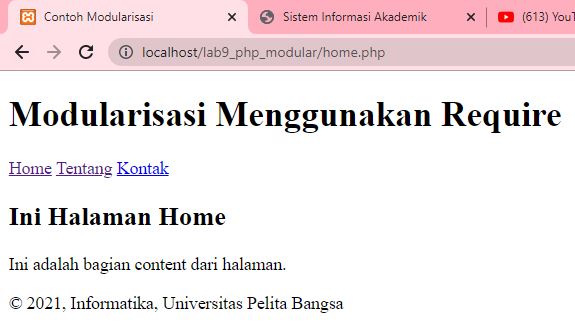 Contoh Modularisasi
Sistem Informasi Akademik
(613) YouT
localhost/lab9_php_modular/home.php
Modularisasi Menggunakan Require
Home Tentang Kontak
Ini Halaman Home
Ini adalah bagian content dari halaman.
© 2021, Informatika, Universitas Pelita Bangsa